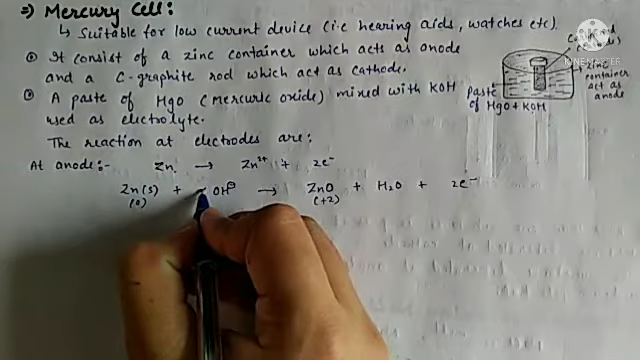 => Mercury Cell:
↳ Suitable for low current device (i.e hearing aids, watches etc).
⊙ It consist of a zinc container which acts as anode
and a C-graphite rod which act as cathode.
⊙ A paste of HgO (mercuric oxide) mixed with KOH
used as electrolyte.
The reaction at electrodes are:
At anode:- Zn → Zn²⁺ + 2e⁻
Zn(s) + OH⁻ → ZnO + H₂O + 2e⁻
(0) (+2)
KINEMASTER
container
act as
anode
Paste
of HgO + KOH